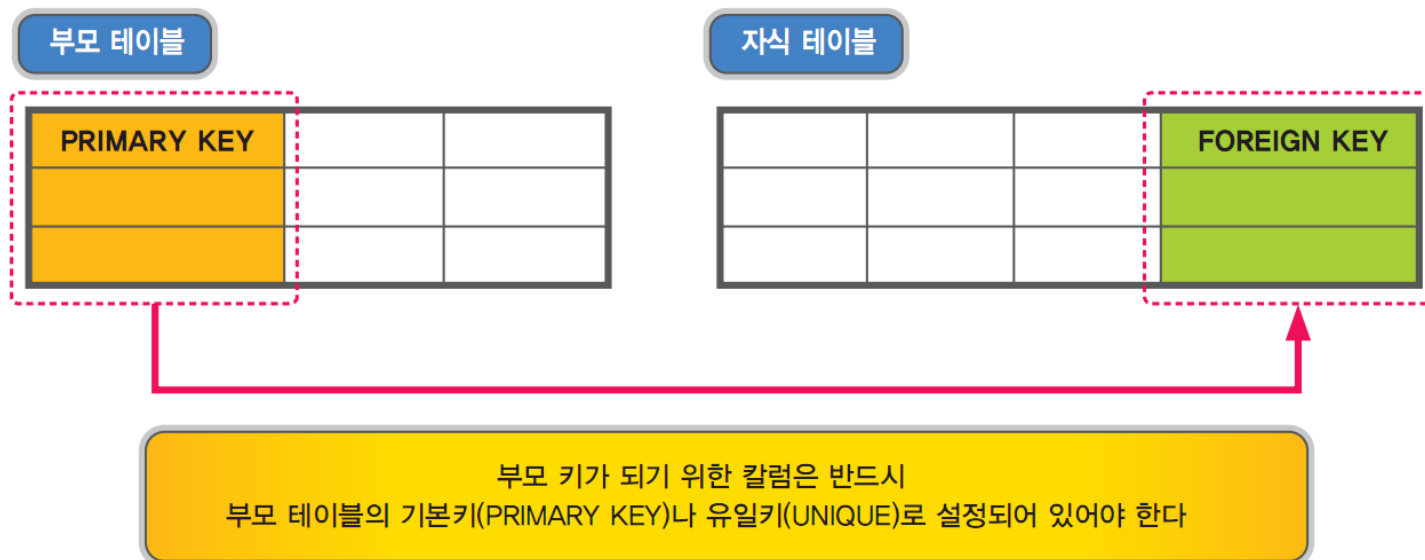 부모 테이블
자식 테이블
PRIMARY KEY
FOREIGN KEY
부모 키가 되기 위한 칼럼은 반드시
부모 테이블의 기본키(PRIMARY KEY)나 유일키(UNIQUE)로 설정되어 있어야 한다